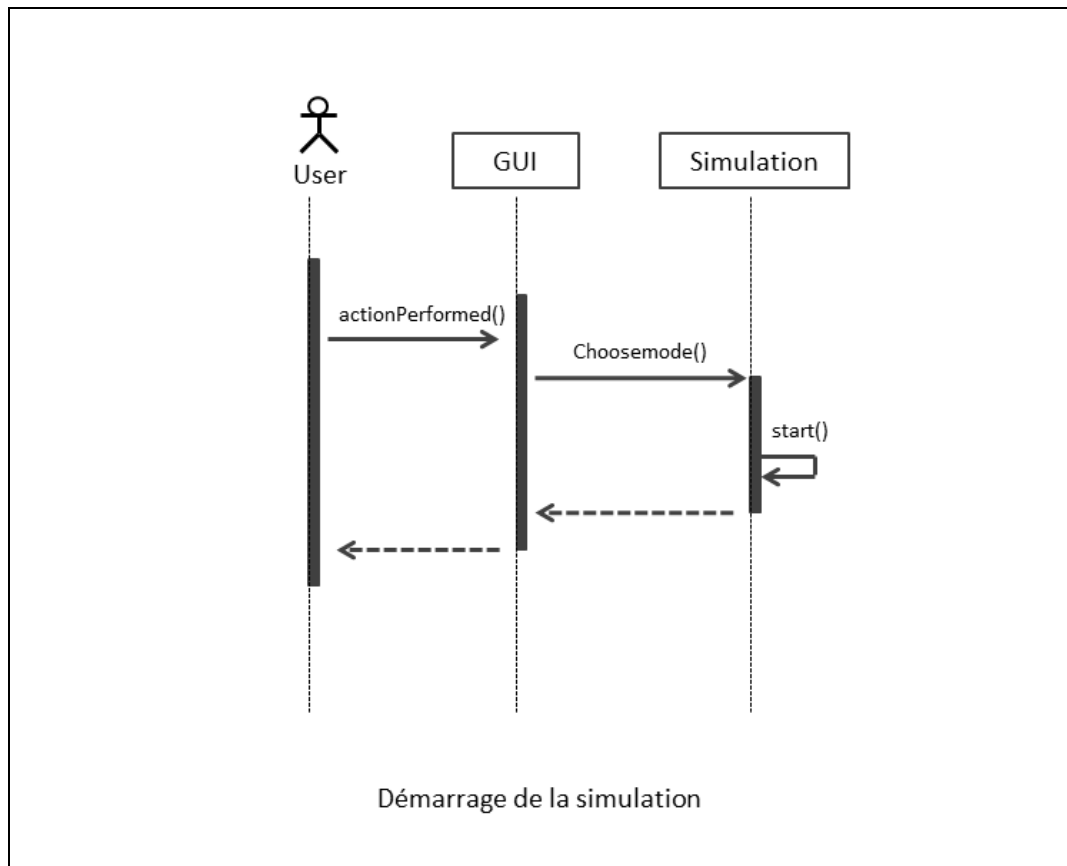 User
GUI
Simulation
actionPerformed()
Choosemode()
start()
Démarrage de la simulation